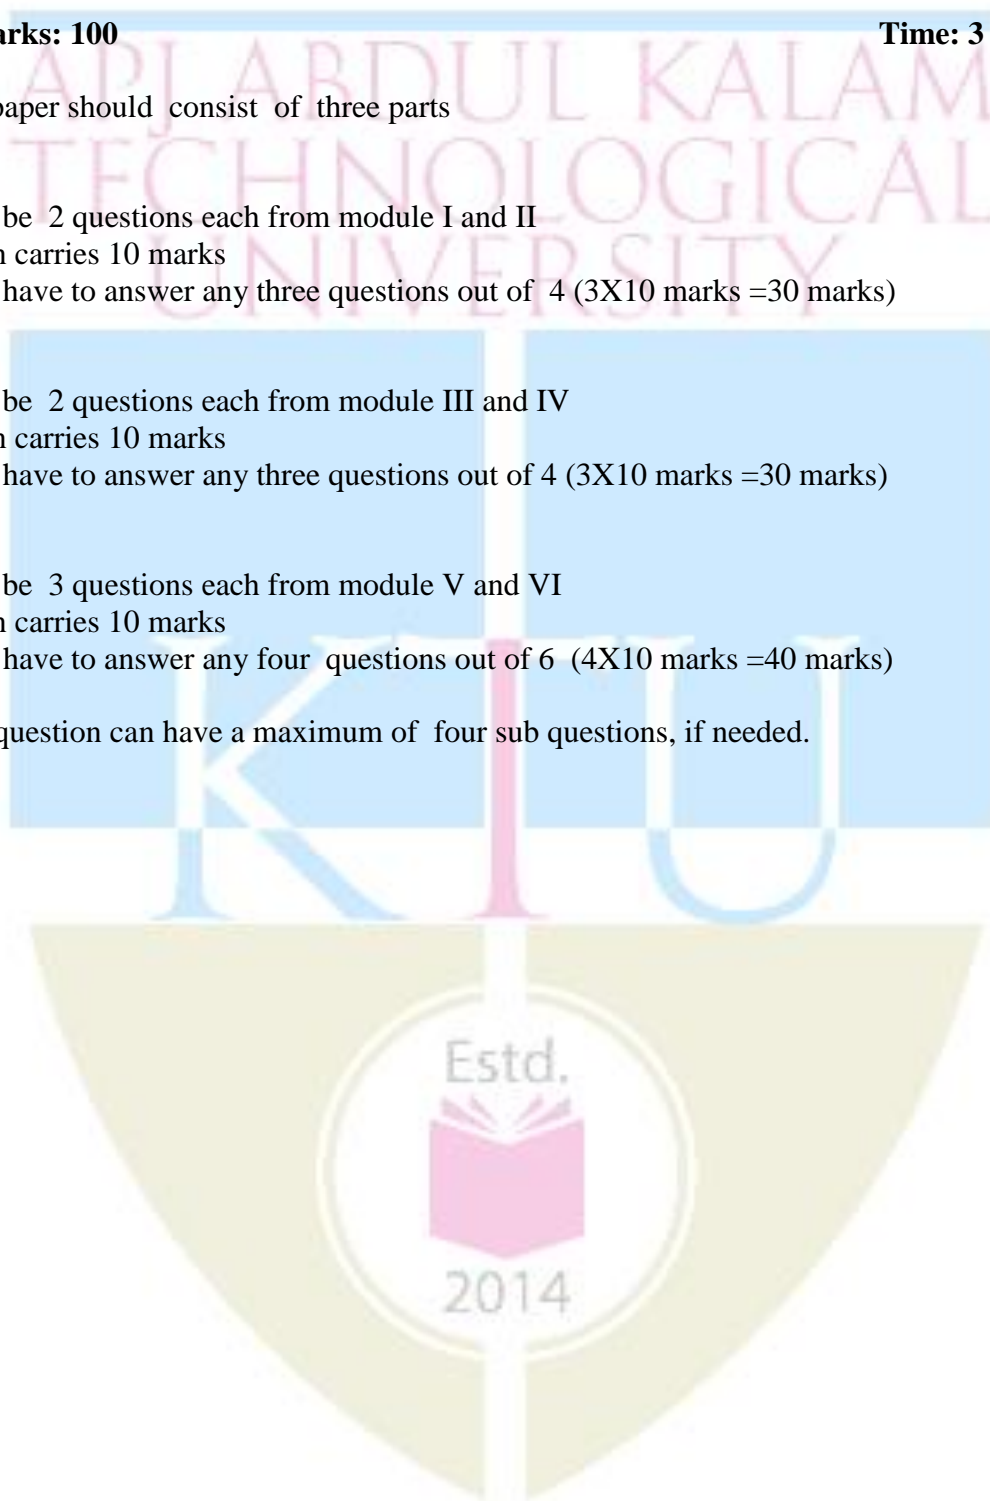 arks: 100 Time: 3
APJ ABDUL KALAM
paper should consist of three parts
TECHNOLOGICAL
be 2 questions each from module I and II
n carries 10 marks
UNIVERSITY
have to answer any three questions out of 4 (3X10 marks =30 marks)
be 2 questions each from module III and IV
n carries 10 marks
have to answer any three questions out of 4 (3X10 marks =30 marks)
be 3 questions each from module V and VI
n carries 10 marks
have to answer any four questions out of 6 (4X10 marks =40 marks)
question can have a maximum of four sub questions, if needed.
KTU
Estd.
2014